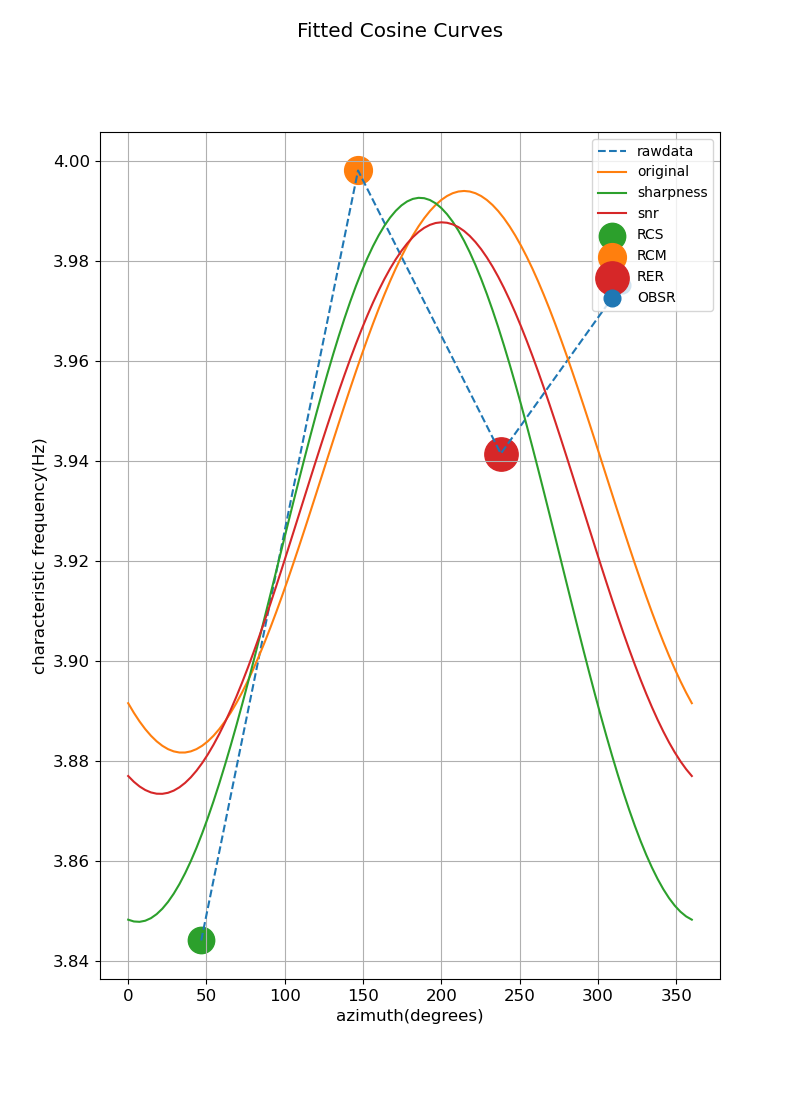 Fitted Cosine Curves
characteristic frequency(Hz)
4.00
3.98
3.96
3.94
3.92
3.90
3.88
3.86
3.84
rawdata
original
sharpness
snr
RCS
RCM
RER
OBSR
0 50 100 150 200 250 300 350
azimuth(degrees)